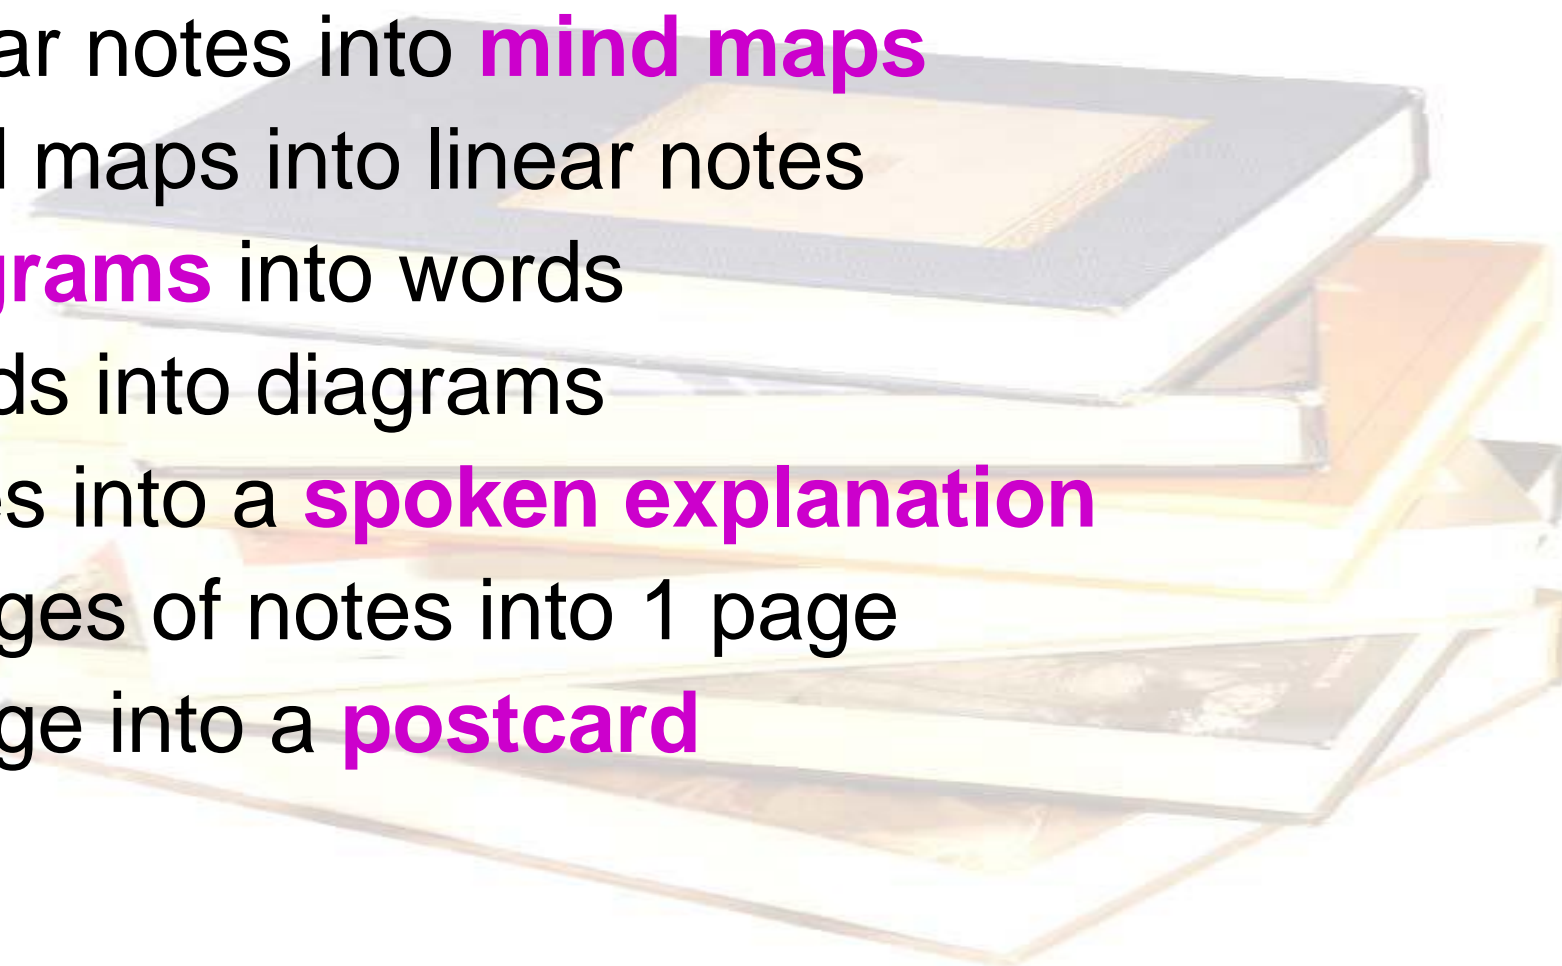 ar notes into mind maps
maps into linear notes
grams into words
ds into diagrams
es into a spoken explanation
ges of notes into 1 page
ge into a postcard